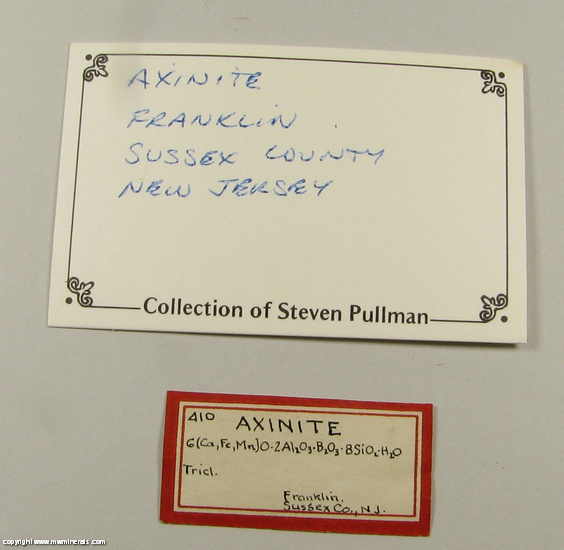 AXINITE
FRANKLIN
SUSSEX COUNTY
NEW JERSEY
Collection of Steven Pullman
410
AXINITE
6(Ca,Fe,Mn)O·2Al₂O₃·B₂O₃·8SiO₂·H₂O
Tricl.
Franklin,
Sussex Co., N.J.
copyright www.mwminerals.com